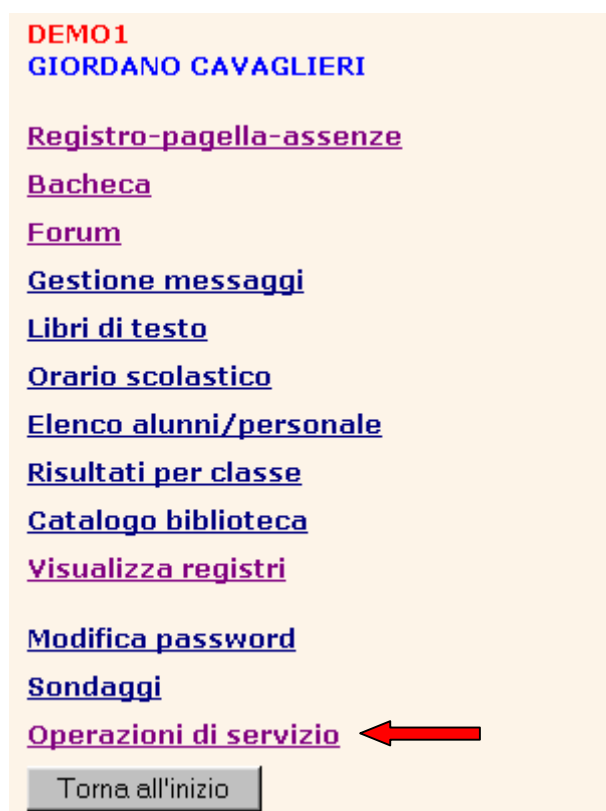 DEMO1
GIORDANO CAVAGLIERI
Registro-pagella-assenze
Bacheca
Forum
Gestione messaggi
Libri di testo
Orario scolastico
Elenco alunni/personale
Risultati per classe
Catalogo biblioteca
Visualizza registri
Modifica password
Sondaggi
Operazioni di servizio
Torna all'inizio